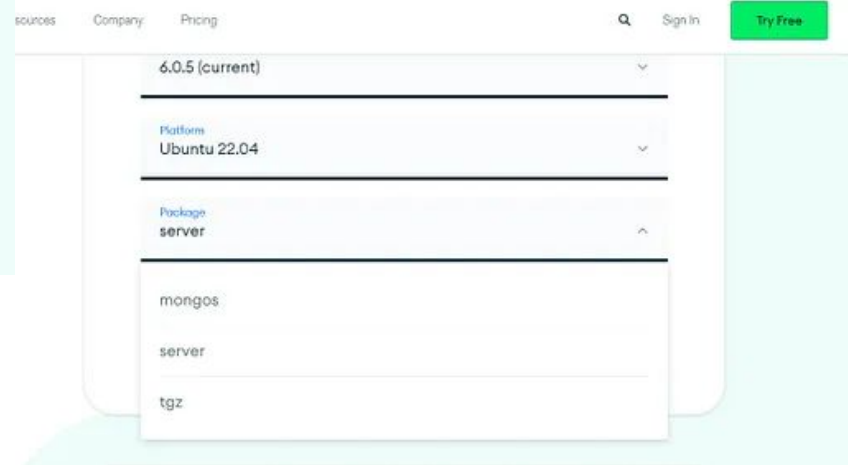 sources Company Pricing Sign In Try Free
6.0.5 (current)
Platform
Ubuntu 22.04
Package
server
mongos
server
tgz